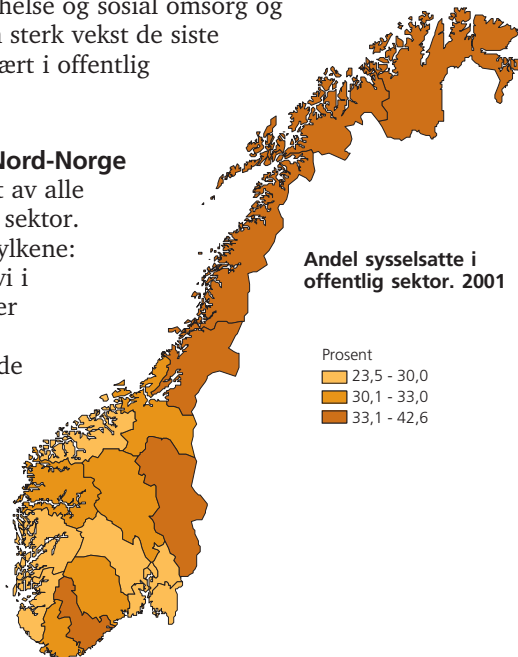 helse og sosial omsorg og
sterk vekst de siste
ært i offentlig
Nord-Norge
t av alle
sektor.
ylkene:
vi i
er
de
Andel sysselsatte i
offentlig sektor. 2001
Prosent
23,5 - 30,0
30,1 - 33,0
33,1 - 42,6